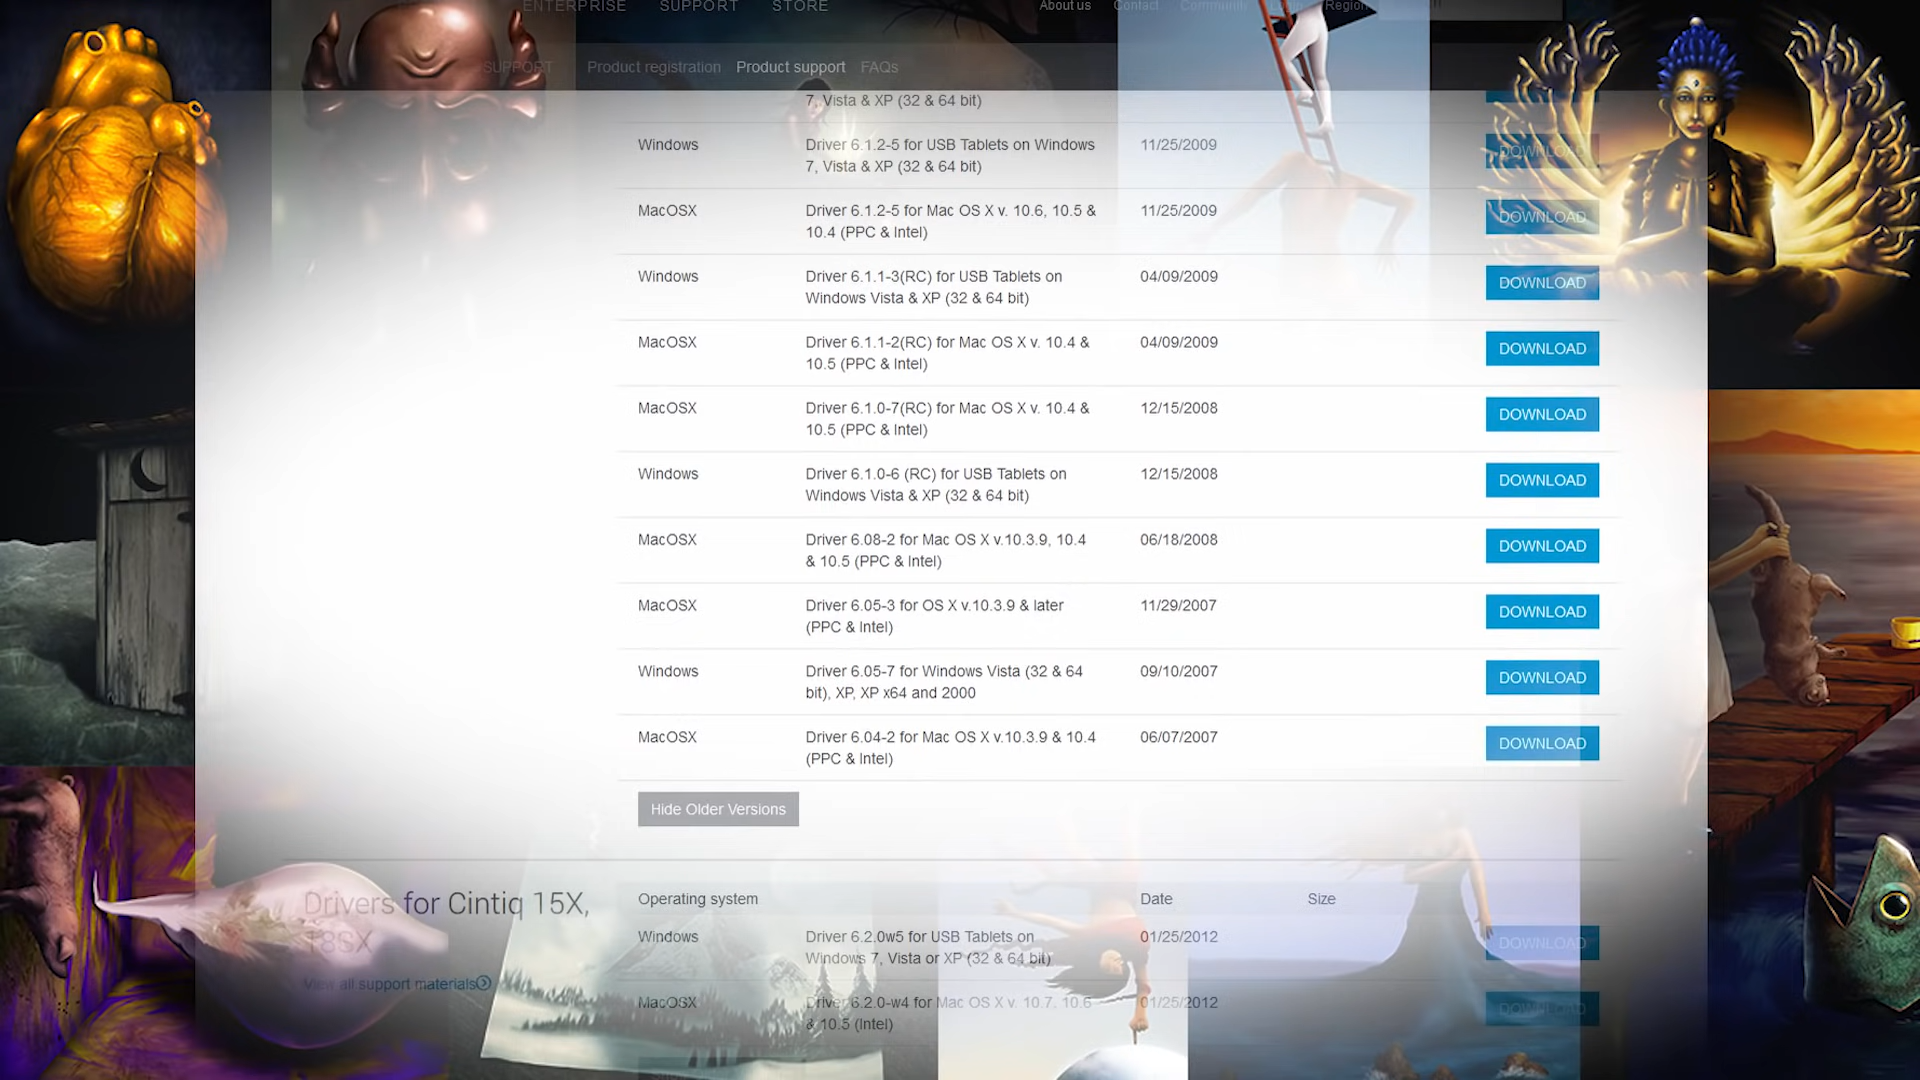 ENTERPRISE SUPPORT STORE
About us Contact Community Login Region
SUPPORT Product registration Product support FAQs
7, Vista & XP (32 & 64 bit)
Windows Driver 6.1.2-5 for USB Tablets on Windows 11/25/2009 DOWNLOAD
7, Vista & XP (32 & 64 bit)
MacOSX Driver 6.1.2-5 for Mac OS X v. 10.6, 10.5 & 11/25/2009 DOWNLOAD
10.4 (PPC & Intel)
Windows Driver 6.1.1-3(RC) for USB Tablets on 04/09/2009 DOWNLOAD
Windows Vista & XP (32 & 64 bit)
MacOSX Driver 6.1.1-2(RC) for Mac OS X v. 10.4 & 04/09/2009 DOWNLOAD
10.5 (PPC & Intel)
MacOSX Driver 6.1.0-7(RC) for Mac OS X v. 10.4 & 12/15/2008 DOWNLOAD
10.5 (PPC & Intel)
Windows Driver 6.1.0-6 (RC) for USB Tablets on 12/15/2008 DOWNLOAD
Windows Vista & XP (32 & 64 bit)
MacOSX Driver 6.08-2 for Mac OS X v.10.3.9, 10.4 06/18/2008 DOWNLOAD
& 10.5 (PPC & Intel)
MacOSX Driver 6.05-3 for OS X v.10.3.9 & later 11/29/2007 DOWNLOAD
(PPC & Intel)
Windows Driver 6.05-7 for Windows Vista (32 & 64 09/10/2007 DOWNLOAD
bit), XP, XP x64 and 2000
MacOSX Driver 6.04-2 for Mac OS X v.10.3.9 & 10.4 06/07/2007 DOWNLOAD
(PPC & Intel)
Hide Older Versions
Drivers for Cintiq 15X,
18SX
View all support materials
Operating system Date Size
Windows Driver 6.2.0w5 for USB Tablets on 01/25/2012 DOWNLOAD
Windows 7, Vista or XP (32 & 64 bit)
MacOSX Driver 6.2.0-w4 for Mac OS X v. 10.7, 10.6 01/25/2012 DOWNLOAD
& 10.5 (Intel)